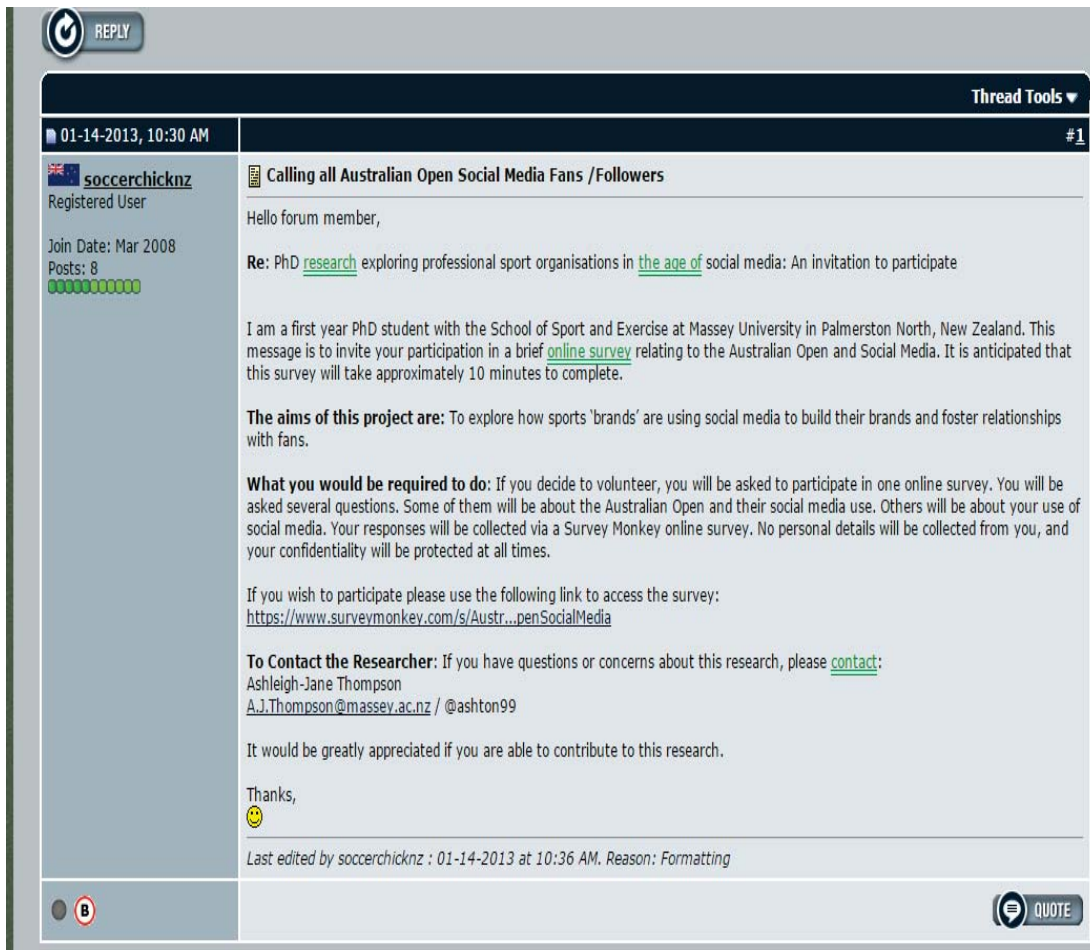 REPLY
Thread Tools
01-14-2013, 10:30 AM
#1
soccerchicknz
Registered User
Join Date: Mar 2008
Posts: 8
Calling all Australian Open Social Media Fans /Followers
Hello forum member,
Re: PhD research exploring professional sport organisations in the age of social media: An invitation to participate
I am a first year PhD student with the School of Sport and Exercise at Massey University in Palmerston North, New Zealand. This
message is to invite your participation in a brief online survey relating to the Australian Open and Social Media. It is anticipated that
this survey will take approximately 10 minutes to complete.
The aims of this project are: To explore how sports ‘brands’ are using social media to build their brands and foster relationships
with fans.
What you would be required to do: If you decide to volunteer, you will be asked to participate in one online survey. You will be
asked several questions. Some of them will be about the Australian Open and their social media use. Others will be about your use of
social media. Your responses will be collected via a Survey Monkey online survey. No personal details will be collected from you, and
your confidentiality will be protected at all times.
If you wish to participate please use the following link to access the survey:
https://www.surveymonkey.com/s/Austr...penSocialMedia
To Contact the Researcher: If you have questions or concerns about this research, please contact:
Ashleigh-Jane Thompson
A.J.Thompson@massey.ac.nz / @ashton99
It would be greatly appreciated if you are able to contribute to this research.
Thanks,
Last edited by soccerchicknz : 01-14-2013 at 10:36 AM. Reason: Formatting
B
QUOTE